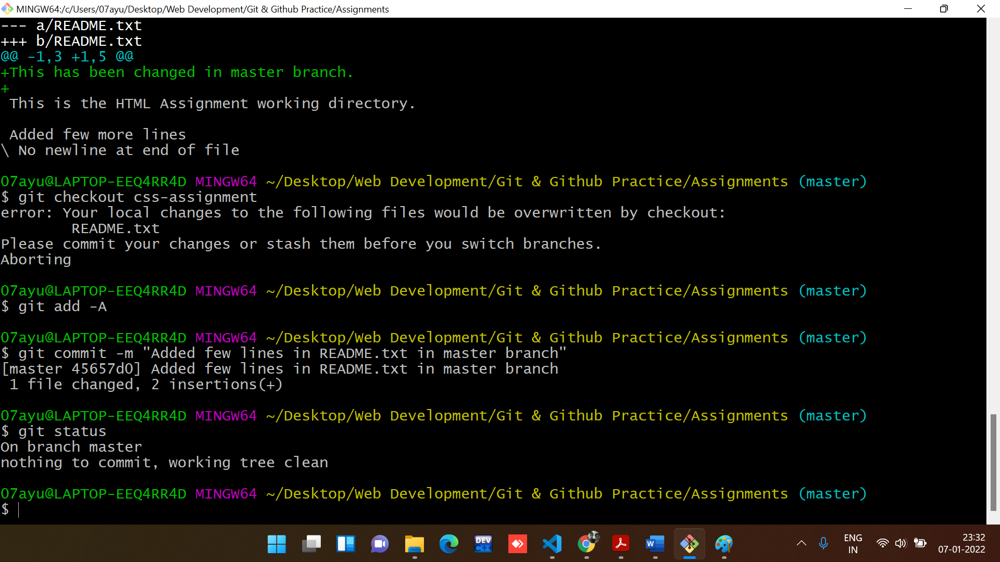 MINGW64:/c/Users/07ayu/Desktop/Web Development/Git & Github Practice/Assignments
--- a/README.txt
+++ b/README.txt
@@ -1,3 +1,5 @@
+This has been changed in master branch.
+
 This is the HTML Assignment working directory.

 Added few more lines
\ No newline at end of file

07ayu@LAPTOP-EEQ4RR4D MINGW64 ~/Desktop/Web Development/Git & Github Practice/Assignments (master)
$ git checkout css-assignment
error: Your local changes to the following files would be overwritten by checkout:
        README.txt
Please commit your changes or stash them before you switch branches.
Aborting

07ayu@LAPTOP-EEQ4RR4D MINGW64 ~/Desktop/Web Development/Git & Github Practice/Assignments (master)
$ git add -A

07ayu@LAPTOP-EEQ4RR4D MINGW64 ~/Desktop/Web Development/Git & Github Practice/Assignments (master)
$ git commit -m "Added few lines in README.txt in master branch"
[master 45657d0] Added few lines in README.txt in master branch
 1 file changed, 2 insertions(+)

07ayu@LAPTOP-EEQ4RR4D MINGW64 ~/Desktop/Web Development/Git & Github Practice/Assignments (master)
$ git status
On branch master
nothing to commit, working tree clean

07ayu@LAPTOP-EEQ4RR4D MINGW64 ~/Desktop/Web Development/Git & Github Practice/Assignments (master)
$
DEV
C++
W
ENG
IN
23:32
07-01-2022